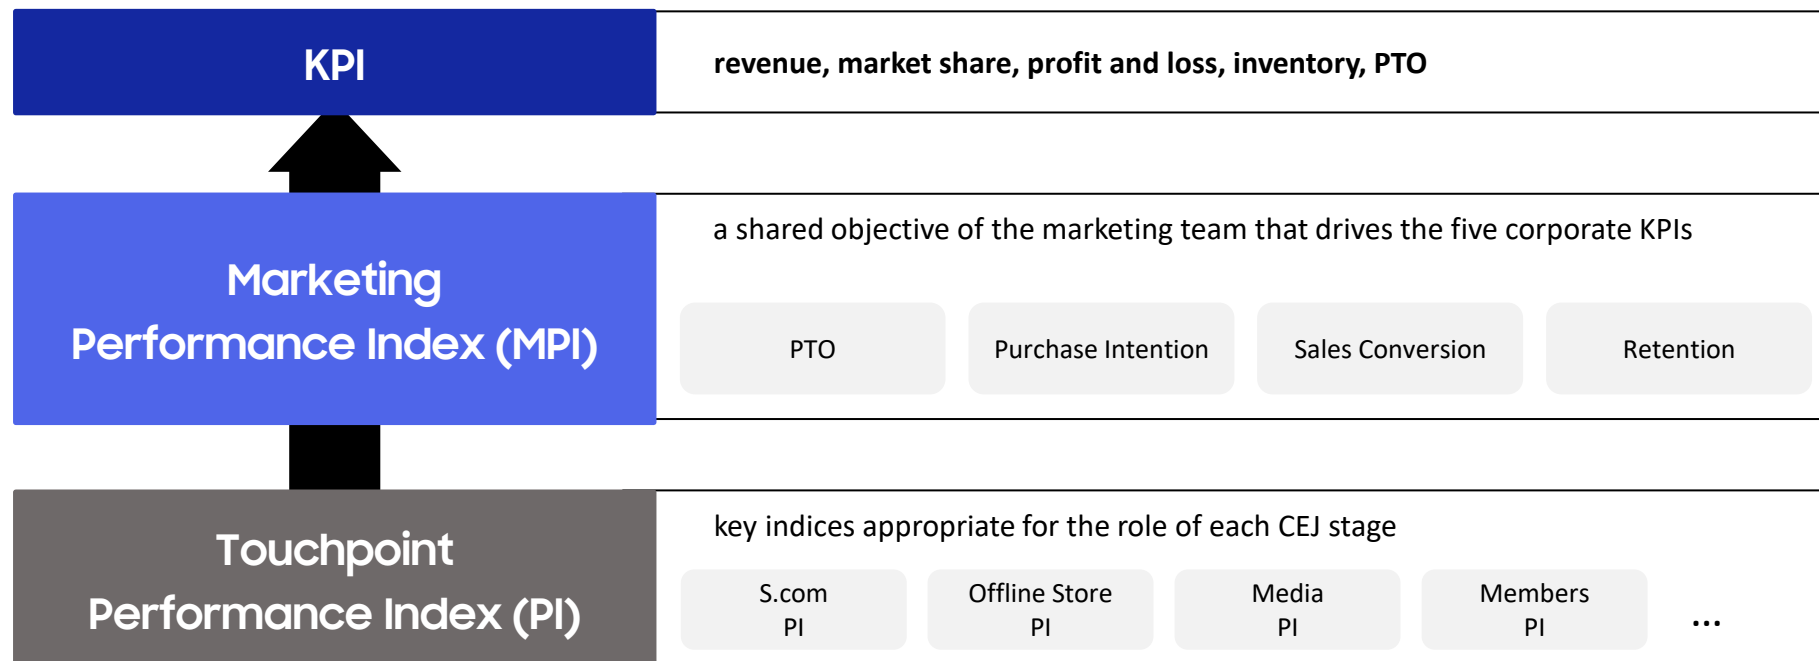 KPI
revenue, market share, profit and loss, inventory, PTO
Marketing
Performance Index (MPI)
a shared objective of the marketing team that drives the five corporate KPIs
PTO
Purchase Intention
Sales Conversion
Retention
Touchpoint
Performance Index (PI)
key indices appropriate for the role of each CEJ stage
S.com
PI
Offline Store
PI
Media
PI
Members
PI
...